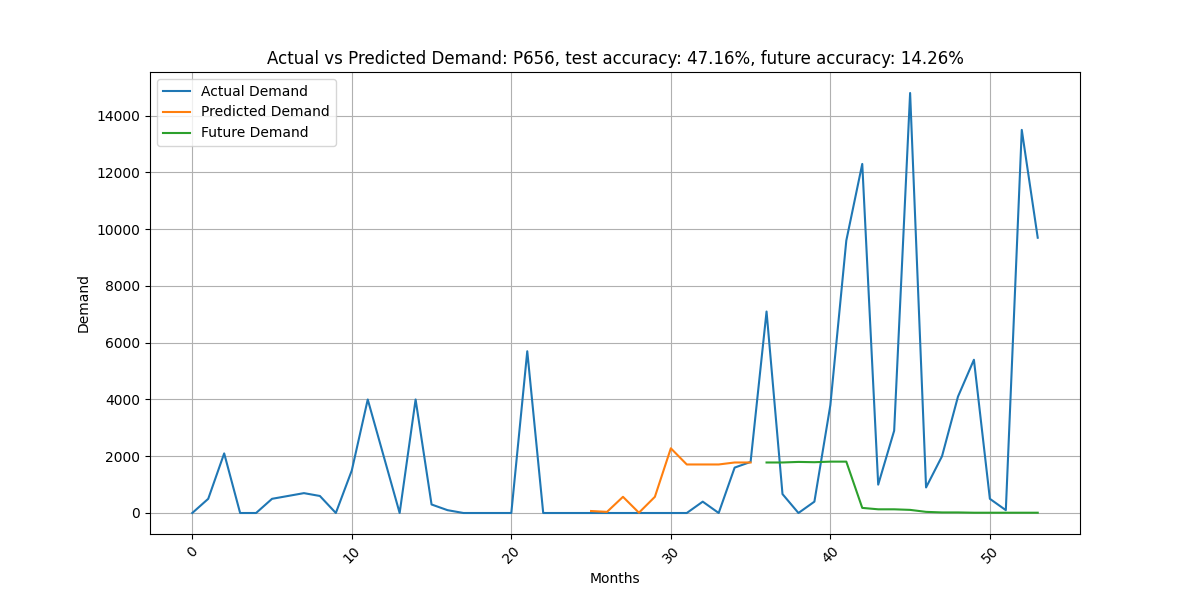 Actual vs Predicted Demand: P656, test accuracy: 47.16%, future accuracy: 14.26%
Actual Demand
Predicted Demand
Future Demand
14000
12000
10000
8000
6000
4000
2000
0
Demand
0
10
20
30
40
50
Months